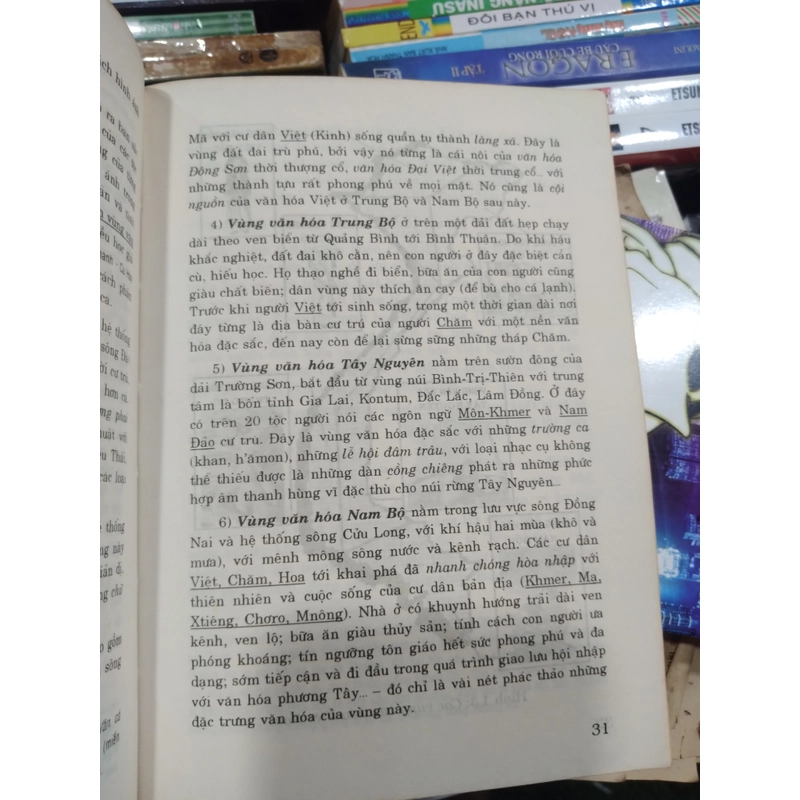 INASU
ĐÔI BẠN THÚ VỊ
ERAGON
CẬU BÉ CƯỠI RỒNG
TẬP II
ETSUN
ETSU
Mã với cư dân Việt (Kinh) sống quần tụ thành làng xã. Đây là
vùng đất đai trù phú, bởi vậy nó từng là cái nôi của văn hóa
Đông Sơn thời thượng cổ, văn hóa Đại Việt thời trung cổ... với
những thành tựu rất phong phú về mọi mặt. Nó cũng là cội
nguồn của văn hóa Việt ở Trung Bộ và Nam Bộ sau này.
4) Vùng văn hóa Trung Bộ ở trên một dải đất hẹp chạy
dài theo ven biển từ Quảng Bình tới Bình Thuận. Do khí hậu
khắc nghiệt, đất đai khô cằn, nên con người ở đây đặc biệt cần
cù, hiếu học. Họ thạo nghề đi biển, bữa ăn của con người cũng
giàu chất biển; dân vùng này thích ăn cay (để bù cho cá lạnh).
Trước khi người Việt tới sinh sống, trong một thời gian dài nơi
đây từng là địa bàn cư trú của người Chăm với một nền văn
hóa đặc sắc, đến nay còn để lại sừng sững những tháp Chăm.
5) Vùng văn hóa Tây Nguyên nằm trên sườn đông của
dải Trường Sơn, bắt đầu từ vùng núi Bình-Trị-Thiên với trung
tâm là bốn tỉnh Gia Lai, Kontum, Đắc Lắc, Lâm Đồng. Ở đây
có trên 20 tộc người nói các ngôn ngữ Môn-Khmer và Nam
Đảo cư trú. Đây là vùng văn hóa đặc sắc với những trường ca
(khan, h'ămon), những lễ hội đâm trâu, với loại nhạc cụ không
thể thiếu được là những dàn cồng chiêng phát ra những phức
hợp âm thanh hùng vĩ đặc thù cho núi rừng Tây Nguyên...
6) Vùng văn hóa Nam Bộ nằm trong lưu vực sông Đồng
Nai và hệ thống sông Cửu Long, với khí hậu hai mùa (khô và
mưa), với mênh mông sông nước và kênh rạch. Các cư dân
Việt, Chăm, Hoa tới khai phá đã nhanh chóng hòa nhập với
thiên nhiên và cuộc sống của cư dân bản địa (Khmer, Mạ,
Xtiêng, Chơro, Mnông). Nhà ở có khuynh hướng trải dài ven
kênh, ven lộ; bữa ăn giàu thủy sản; tính cách con người ưa
phóng khoáng; tín ngưỡng tôn giáo hết sức phong phú và đa
dạng; sớm tiếp cận và đi đầu trong quá trình giao lưu hội nhập
với văn hóa phương Tây... – đó chỉ là vài nét phác thảo những
đặc trưng văn hóa của vùng này.
31